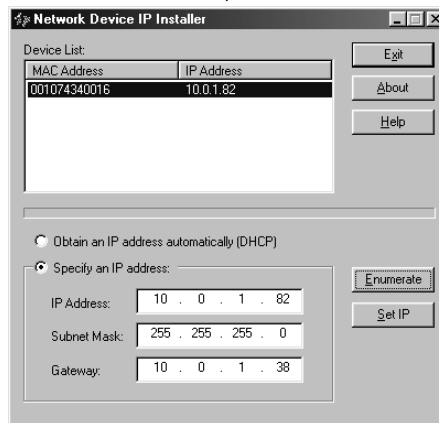 Network Device IP Installer
Device List:
MAC Address IP Address
001074340016 10.0.1.82
Exit
About
Help
Obtain an IP address automatically (DHCP)
Specify an IP address:
IP Address: 10 . 0 . 1 . 82
Subnet Mask: 255 . 255 . 255 . 0
Gateway: 10 . 0 . 1 . 38
Enumerate
Set IP